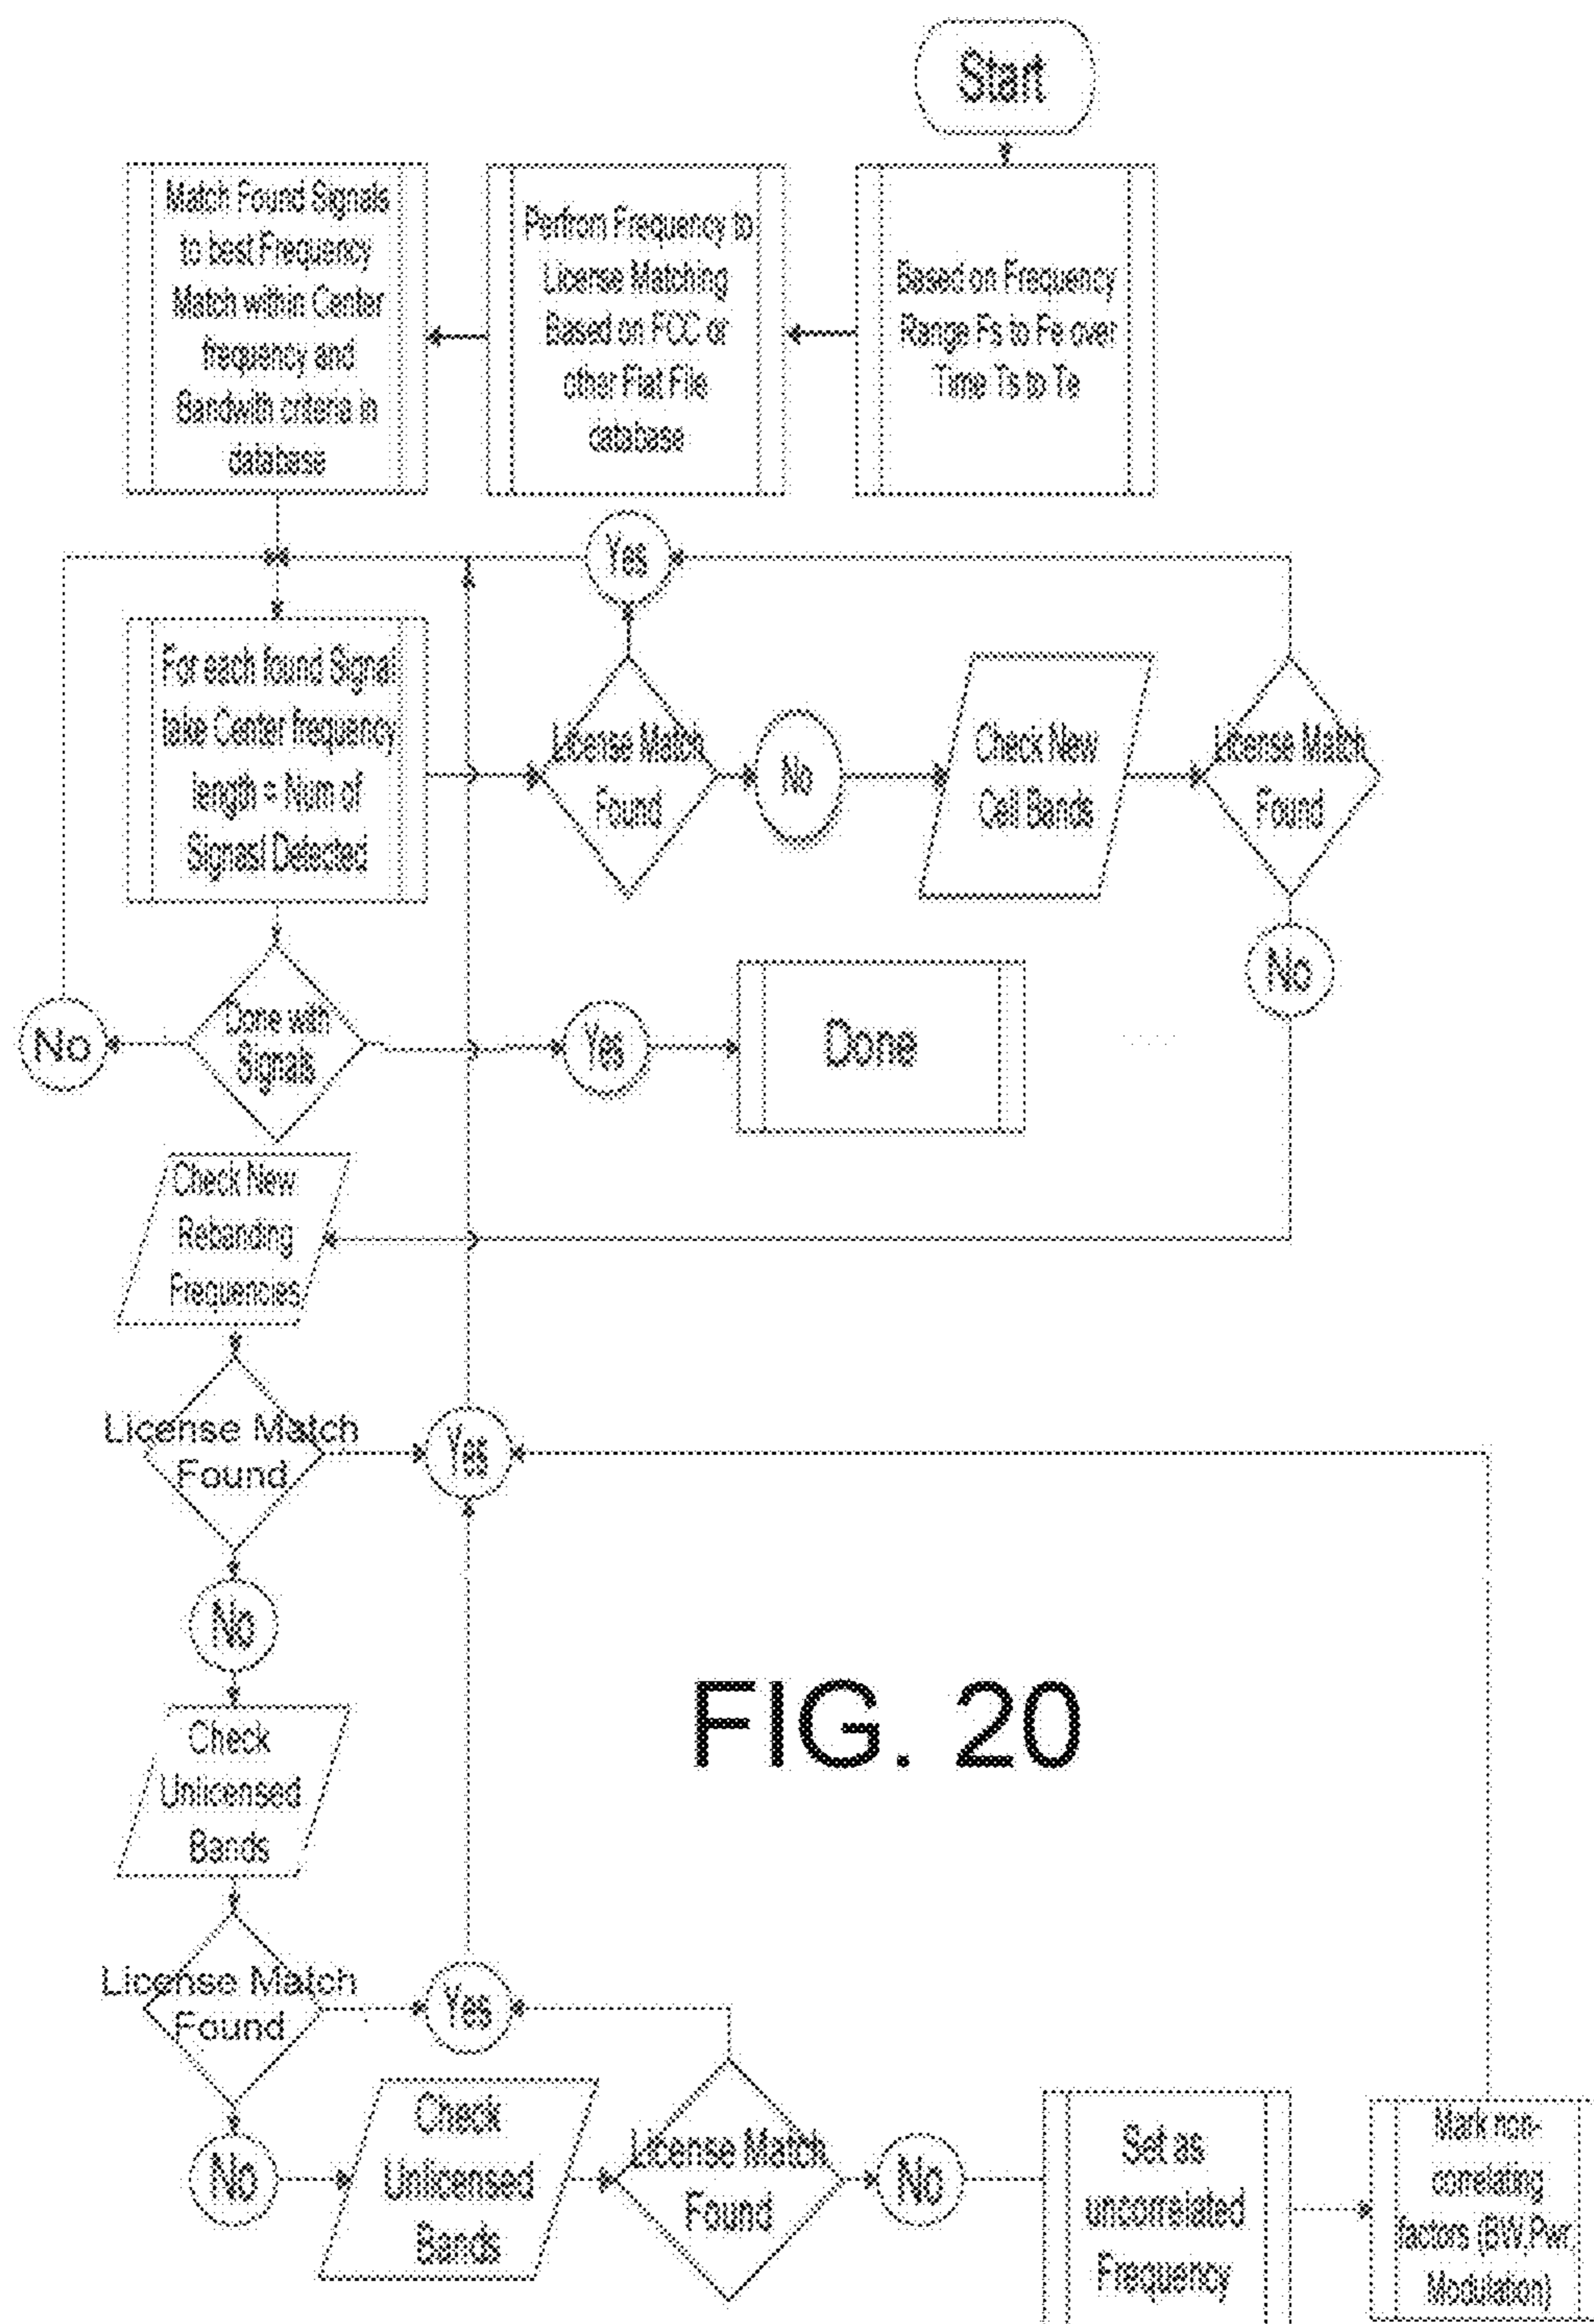 Start
Match Found Signals
to best Frequency
Match within Center
frequency and
Bandwith criteria in
database
Perfrom Frequency to
License Matching
Based on FCC or
other Flat File
database
Based on Frequency
Range Fs to Fe over
Time Ts to Te
Yes
For each found Signal
take Center frequency
length = Num of
Signasl Detected
License Match
Found
No
Check New
Cell Bands
License Match
Found
No
No
Done with
Signals
Yes
Done
Check New
Rebanding
Frequencies
License Match
Found
Yes
No
FIG. 20
Check
Unlicensed
Bands
License Match
Found
Yes
No
Check
Unlicensed
Bands
License Match
Found
No
Set as
uncorrelated
Frequency
Mark non-
correlating
factors (BW,Pwr,
Modulation)